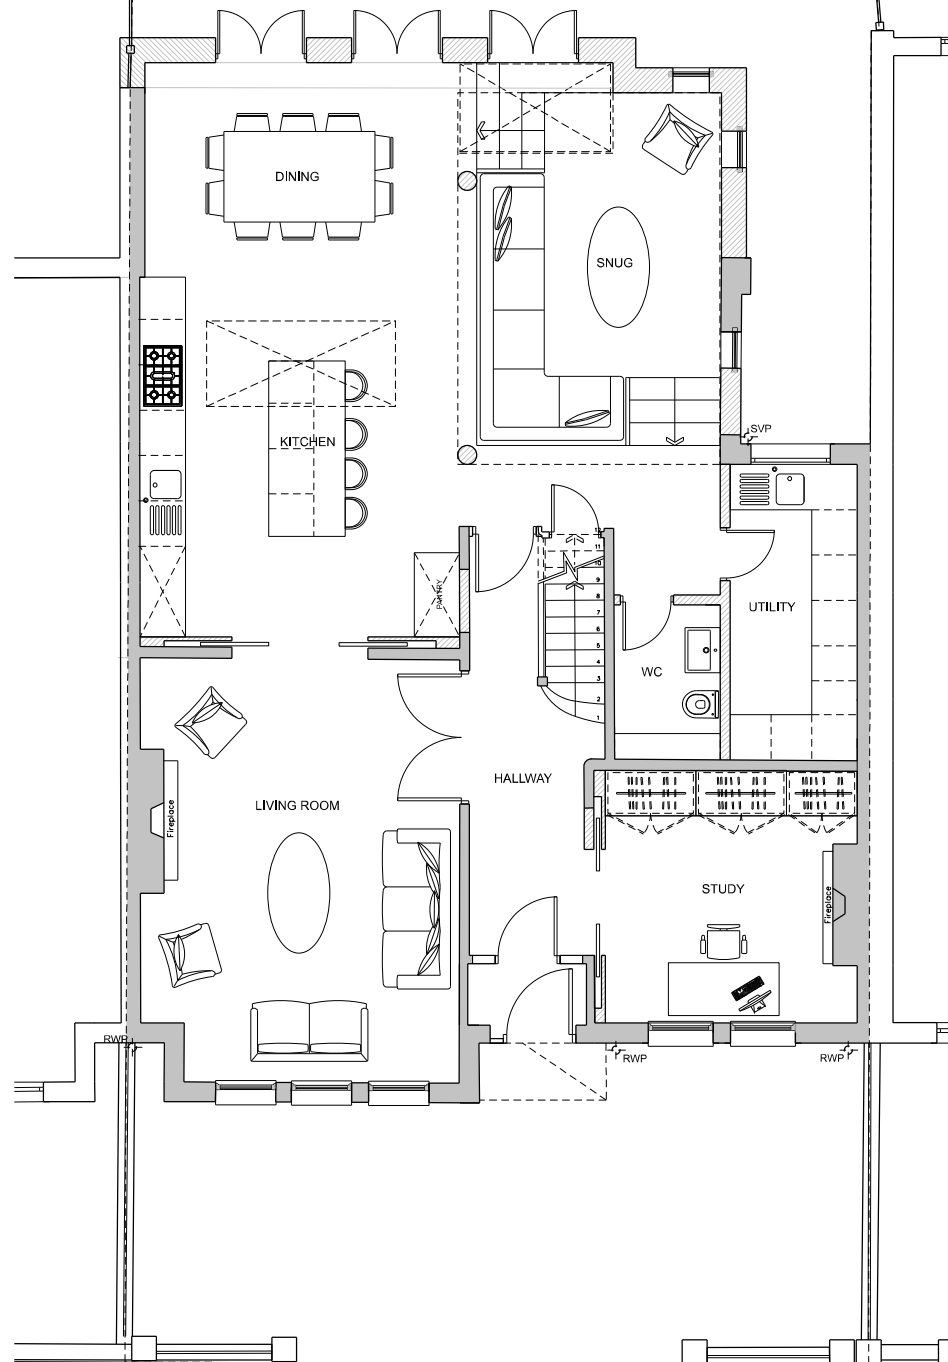 DINING
SNUG
SVP
KITCHEN
12
11
10
9
8
7
6
5
4
3
2
1
PANTRY
UTILITY
WC
HALLWAY
LIVING ROOM
Fireplace
STUDY
Fireplace
RWP
RWP
RWP